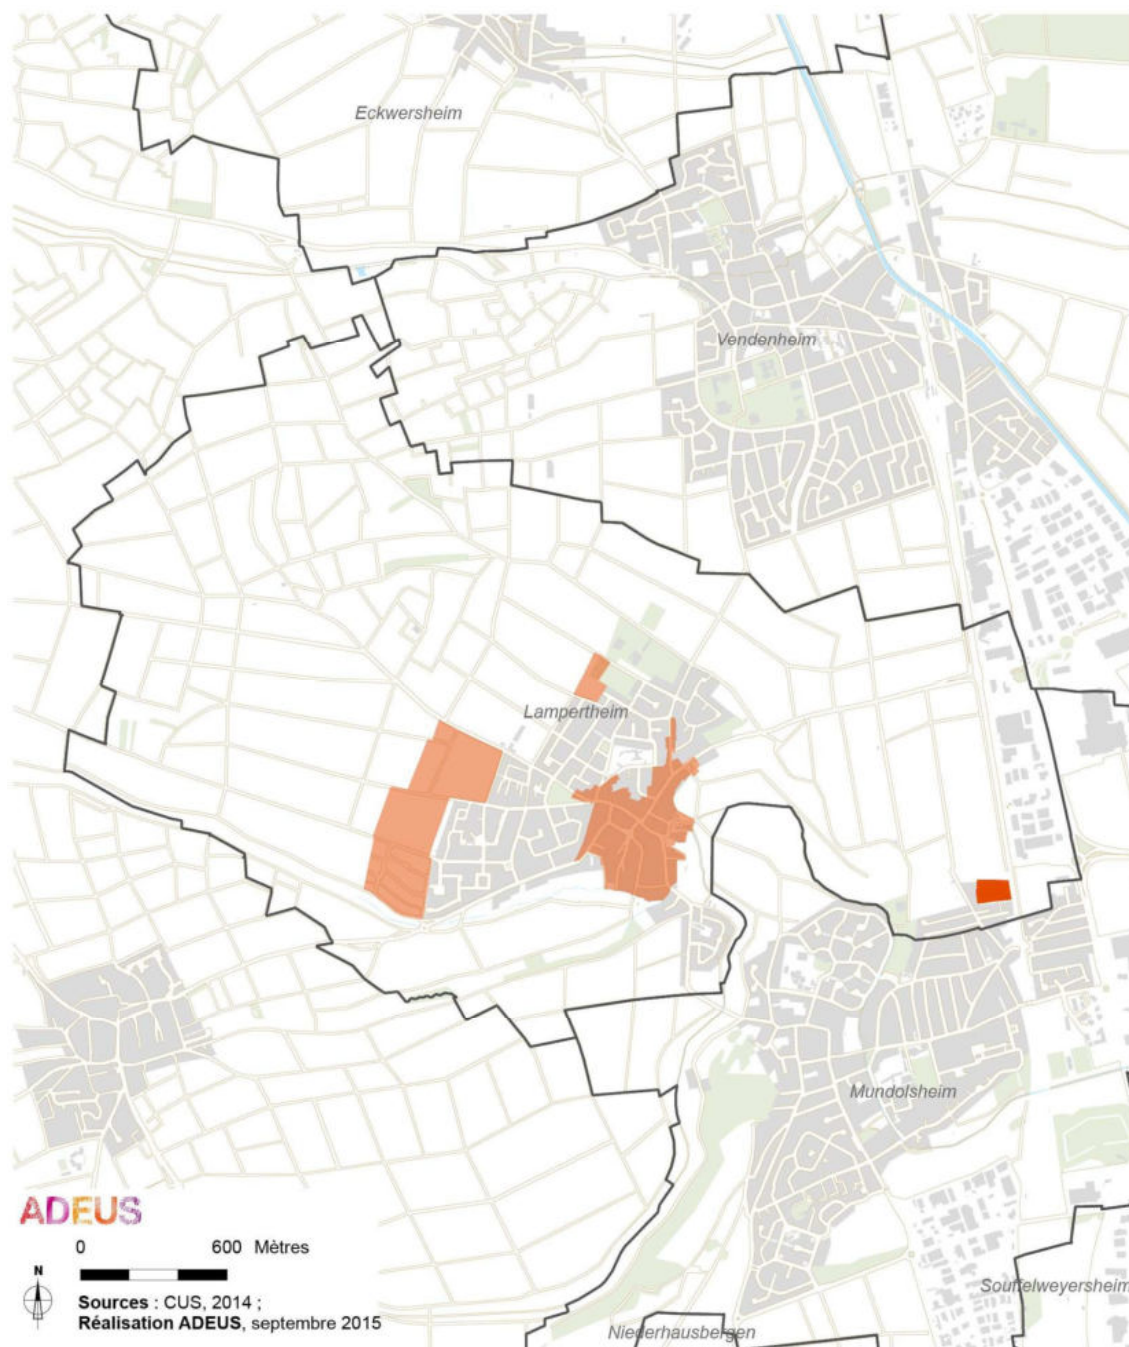 Eckwersheim
Vendenheim
Lampertheim
Mundolsheim
ADEUS
0 600 Mètres
N
Sources : CUS, 2014 ;
Réalisation ADEUS, septembre 2015
Souffelweyersheim
Niederhausbergen